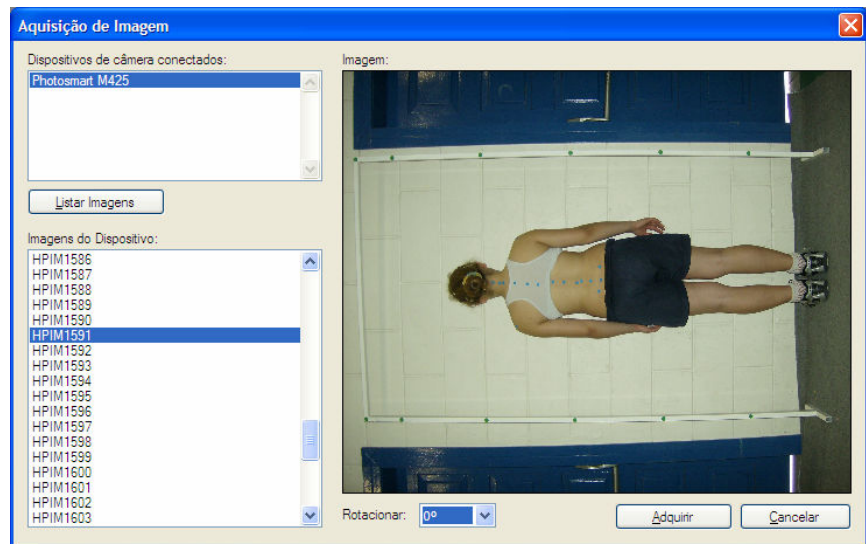 Aquisição de Imagem
Dispositivos de câmera conectados:
Photosmart M425
Listar Imagens
Imagens do Dispositivo:
HPIM1586
HPIM1587
HPIM1588
HPIM1589
HPIM1590
HPIM1591
HPIM1592
HPIM1593
HPIM1594
HPIM1595
HPIM1596
HPIM1597
HPIM1598
HPIM1599
HPIM1600
HPIM1601
HPIM1602
HPIM1603
Imagem:
Rotacionar: 0º
Adquirir
Cancelar